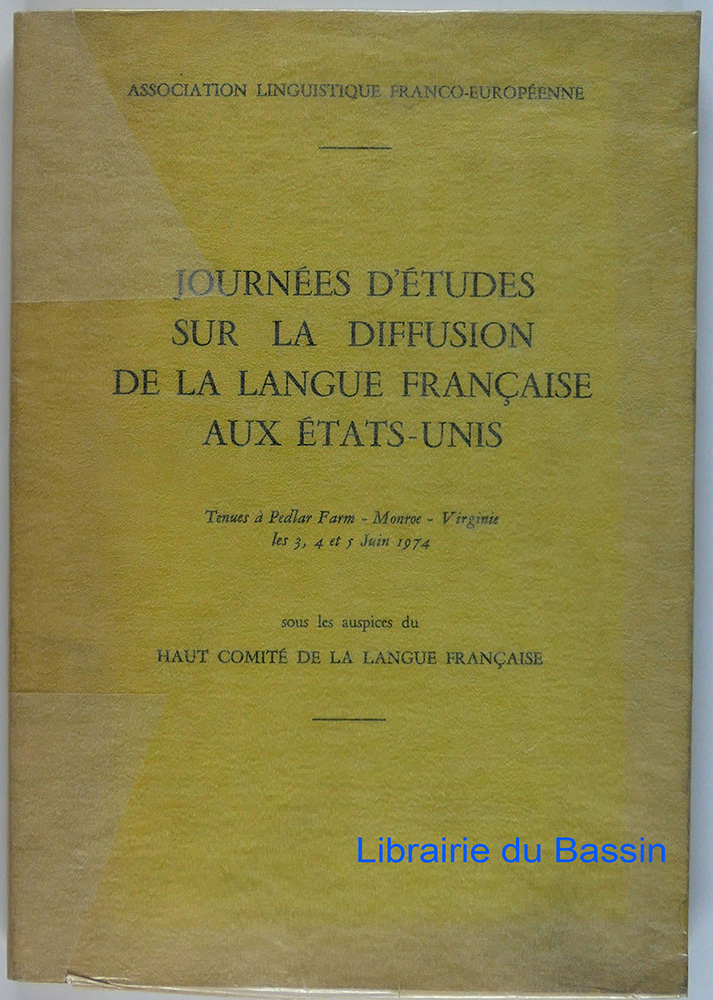 ASSOCIATION LINGUISTIQUE FRANCO-EUROPÉENNE
JOURNÉES D'ÉTUDES
SUR LA DIFFUSION
DE LA LANGUE FRANÇAISE
AUX ÉTATS-UNIS
Tenues à Pedlar Farm - Monroe - Virginie
les 3, 4 et 5 Juin 1974
sous les auspices du
HAUT COMITÉ DE LA LANGUE FRANÇAISE
Librairie du Bassin